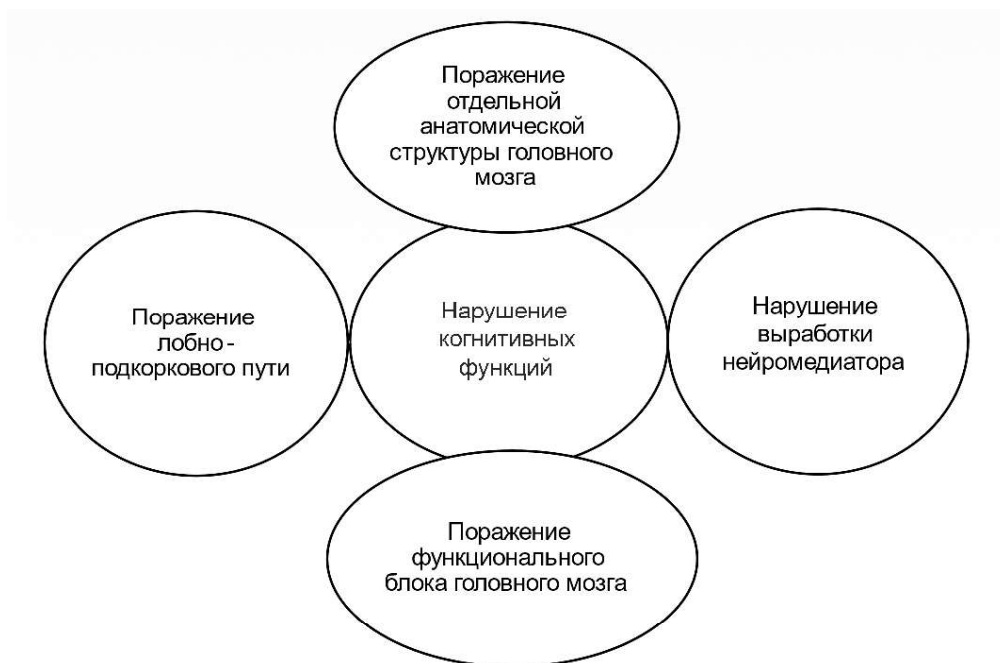 Поражение
отдельной
анатомической
структуры головного
мозга
Поражение
лобно-
подкоркового пути
Нарушение
когнитивных
функций
Нарушение
выработки
нейромедиатора
Поражение
функционального
блока головного мозга